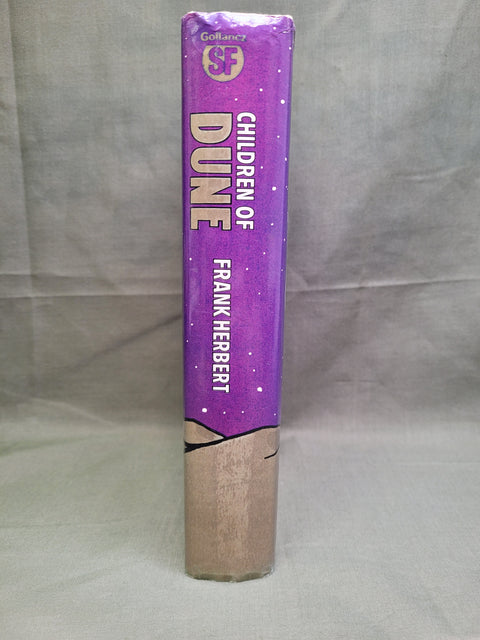 Gollancz
SF
CHILDREN OF
DUNE
FRANK HERBERT